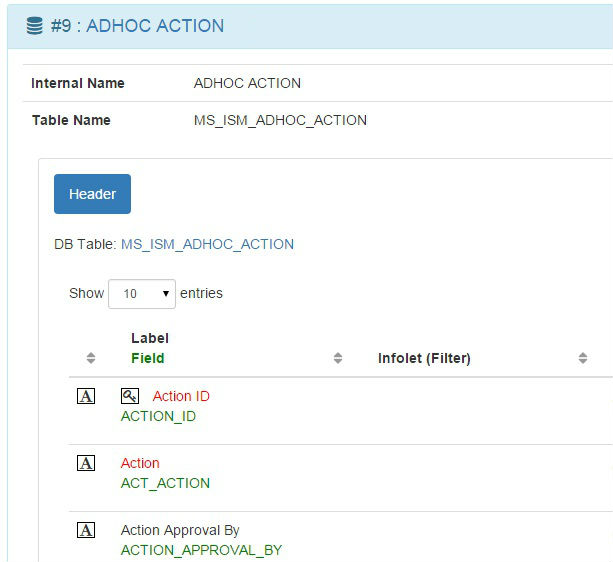 #9 : ADHOC ACTION
Internal Name ADHOC ACTION
Table Name MS_ISM_ADHOC_ACTION
Header
DB Table: MS_ISM_ADHOC_ACTION
Show 10 entries
Label
Field Infolet (Filter)
A Action ID
ACTION_ID
A Action
ACT_ACTION
A Action Approval By
ACTION_APPROVAL_BY